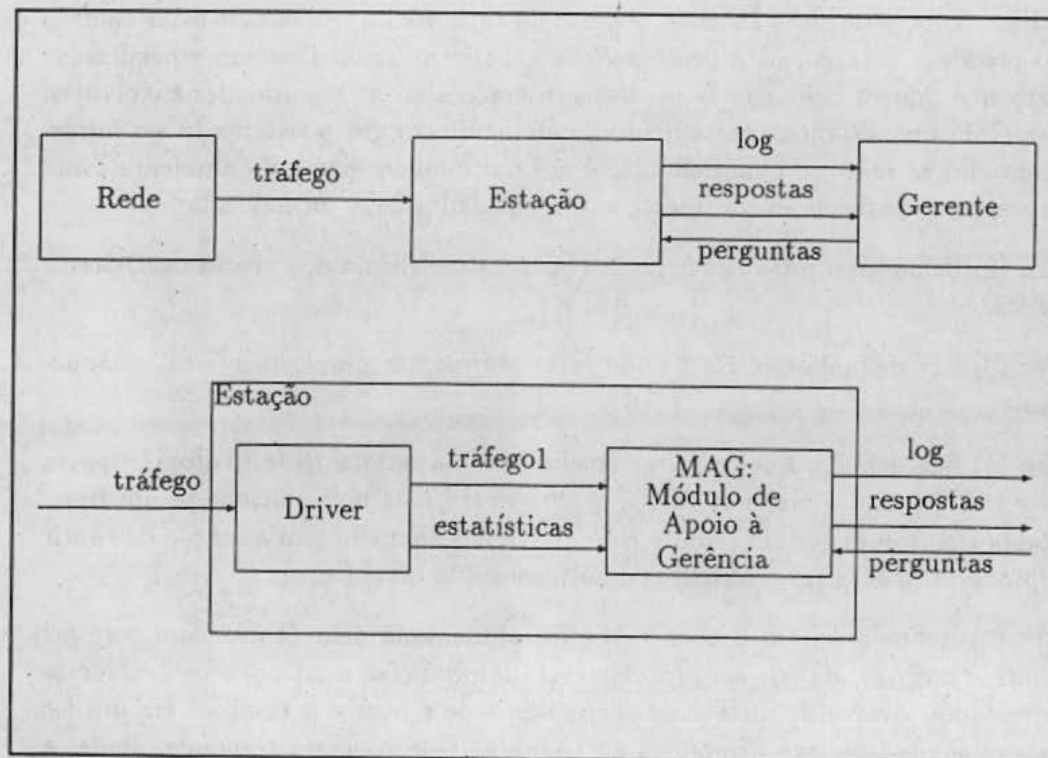 Rede
tráfego
Estação
log
respostas
perguntas
Gerente
Estação
tráfego
Driver
tráfego1
estatísticas
MAG:
Módulo de
Apoio à
Gerência
log
respostas
perguntas